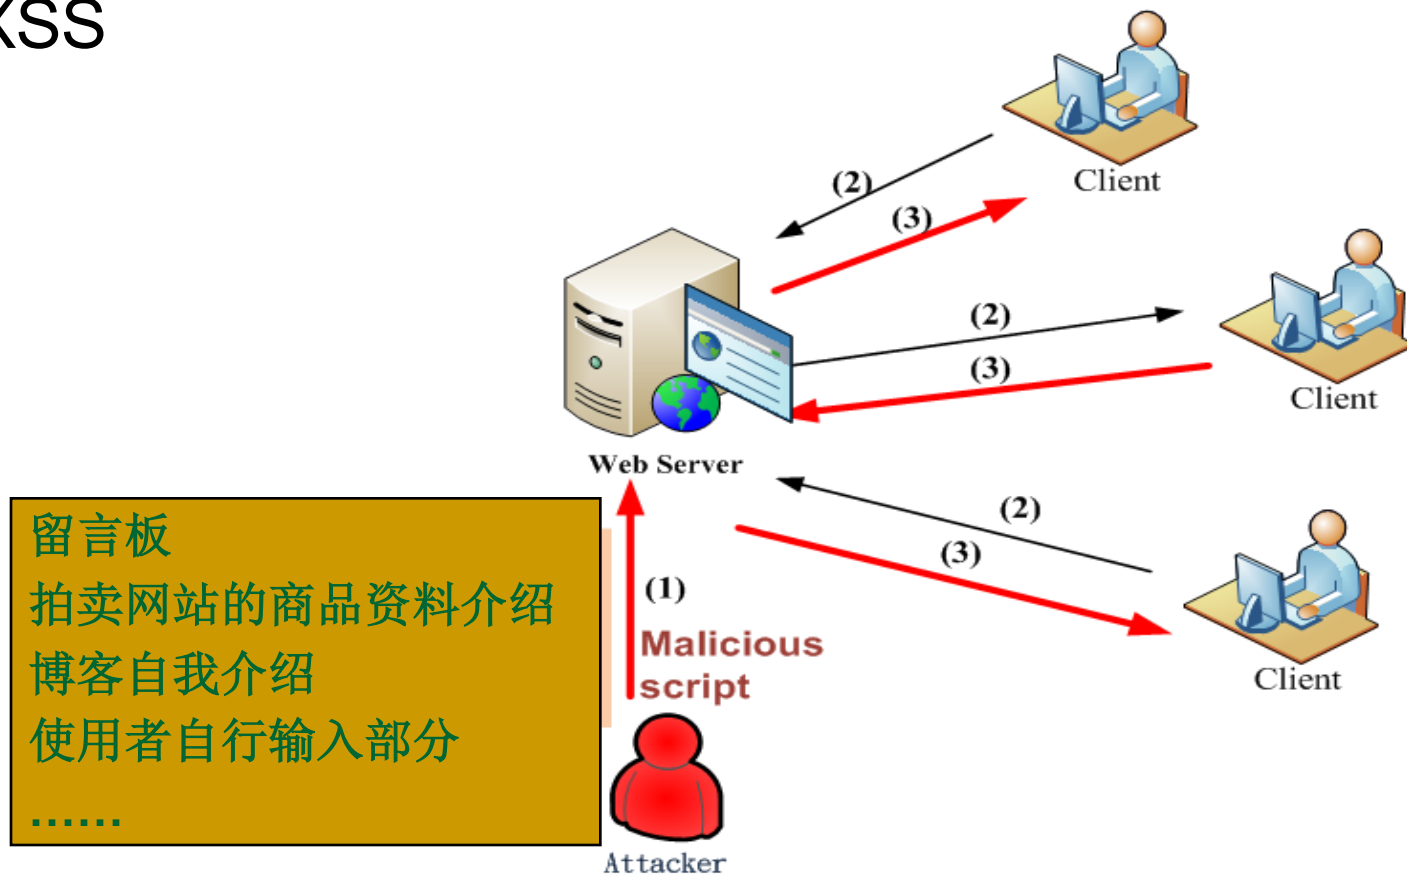 XSS
Client
(2)
(3)
(2)
(3)
Client
Web Server
(2)
(3)
Client
(1)
Malicious
script
Attacker
留言板
拍卖网站的商品资料介绍
博客自我介绍
使用者自行输入部分
……